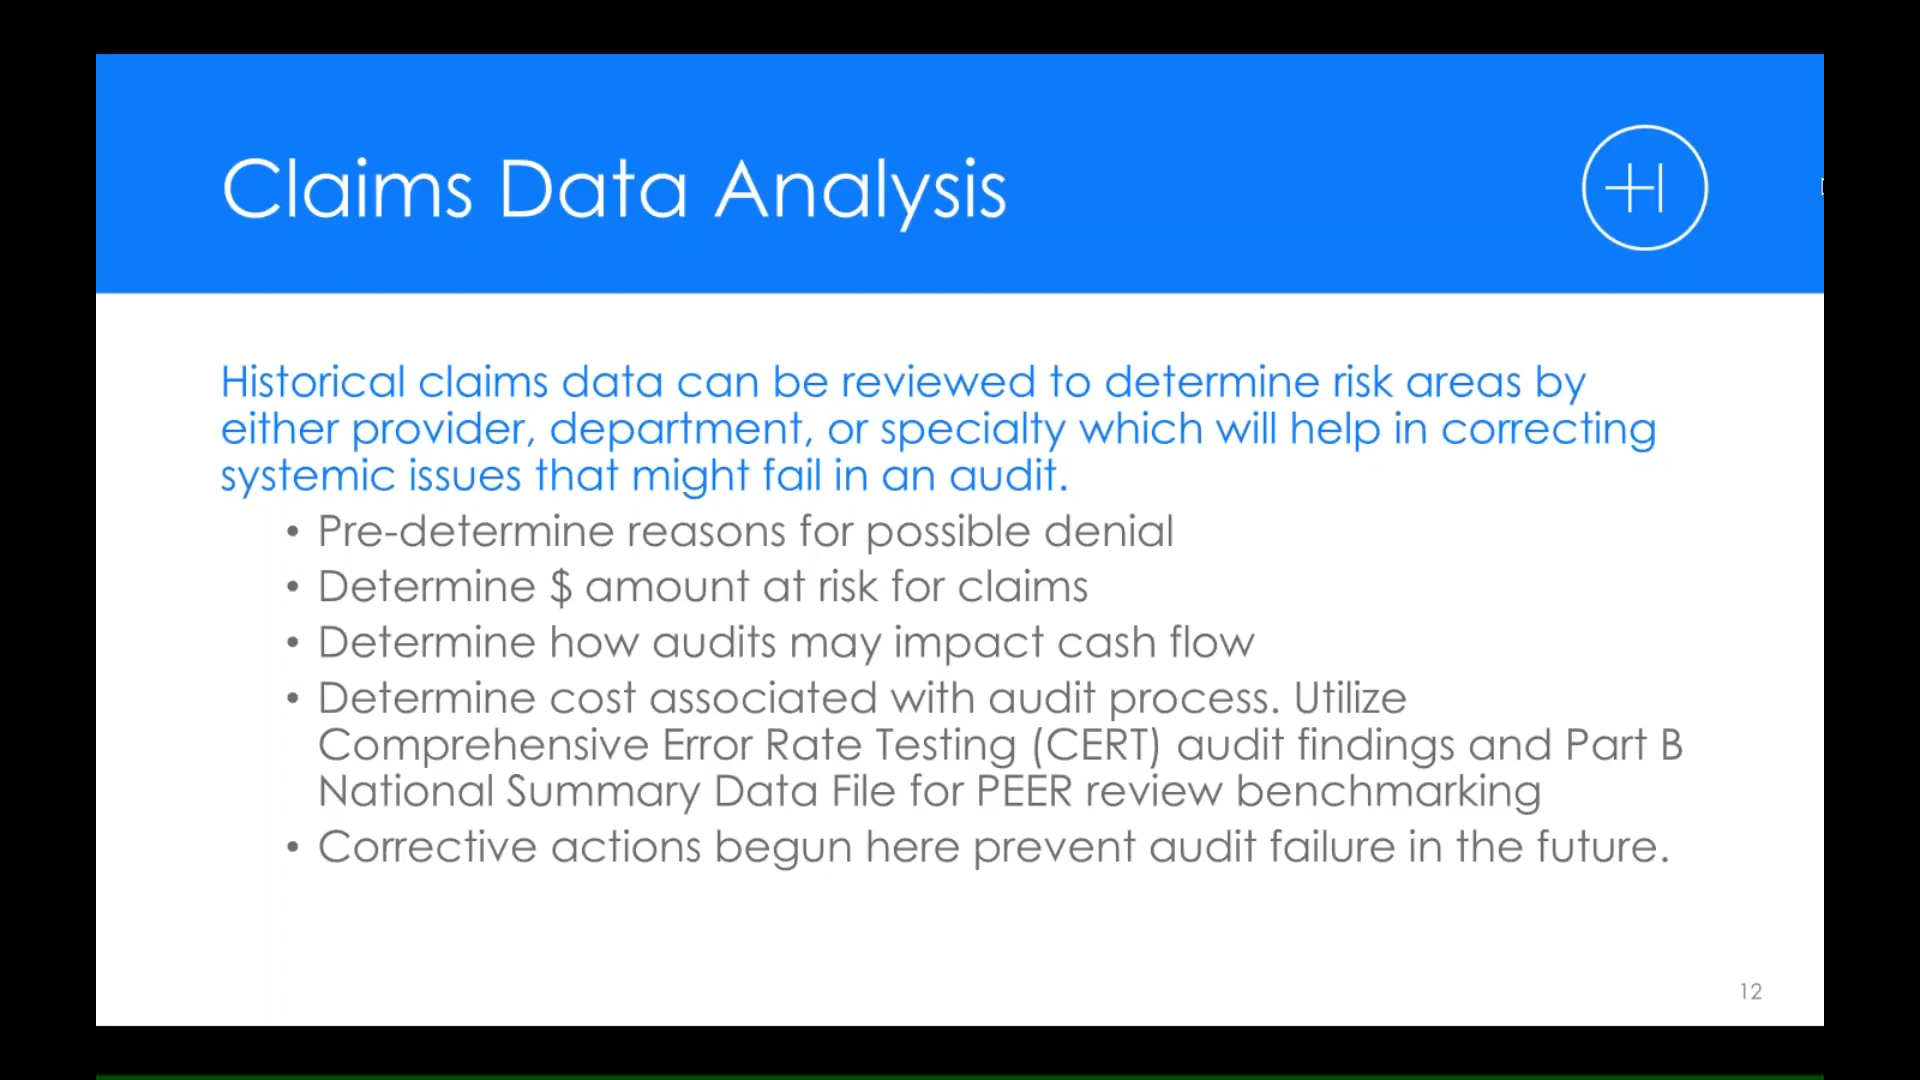 Claims Data Analysis
Historical claims data can be reviewed to determine risk areas by
either provider, department, or specialty which will help in correcting
systemic issues that might fail in an audit.
• Pre-determine reasons for possible denial
• Determine $ amount at risk for claims
• Determine how audits may impact cash flow
• Determine cost associated with audit process. Utilize
Comprehensive Error Rate Testing (CERT) audit findings and Part B
National Summary Data File for PEER review benchmarking
• Corrective actions begun here prevent audit failure in the future.
12